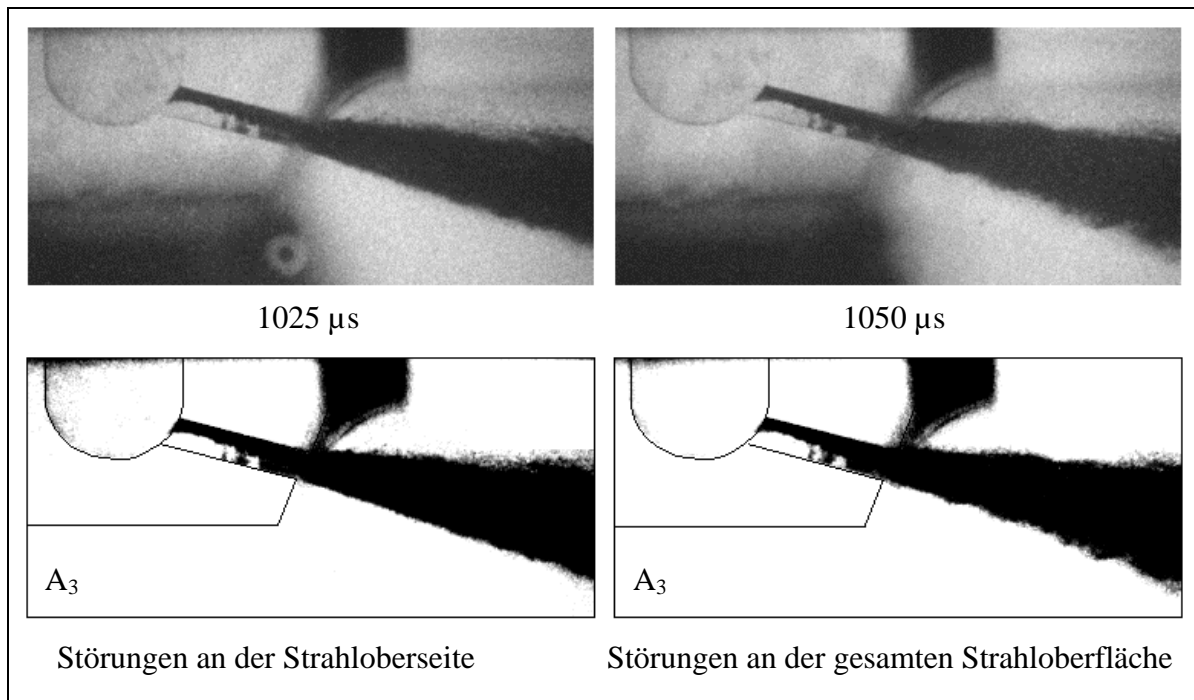 1025 µs
1050 µs
A₃
A₃
Störungen an der Strahloberseite
Störungen an der gesamten Strahloberfläche